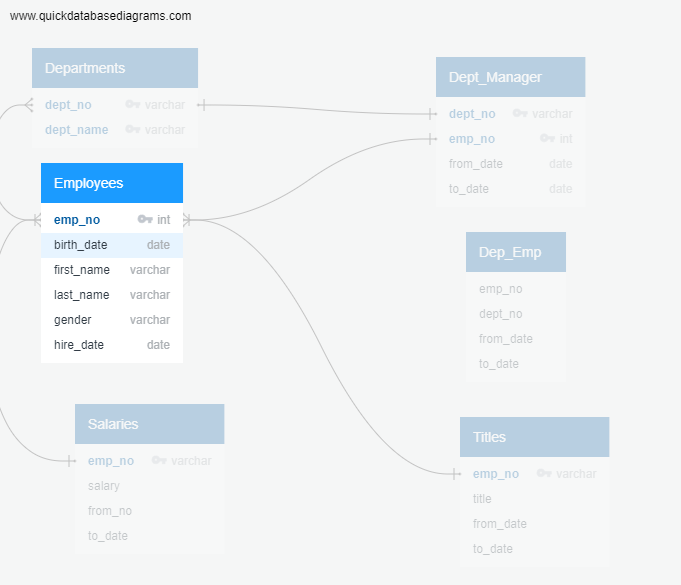 www.quickdatabasediagrams.com
Departments
dept_no varchar
dept_name varchar
Employees
emp_no int
birth_date date
first_name varchar
last_name varchar
gender varchar
hire_date date
Salaries
emp_no varchar
salary
from_no
to_date
Dept_Manager
dept_no varchar
emp_no int
from_date date
to_date date
Dep_Emp
emp_no
dept_no
from_date
to_date
Titles
emp_no varchar
title
from_date
to_date